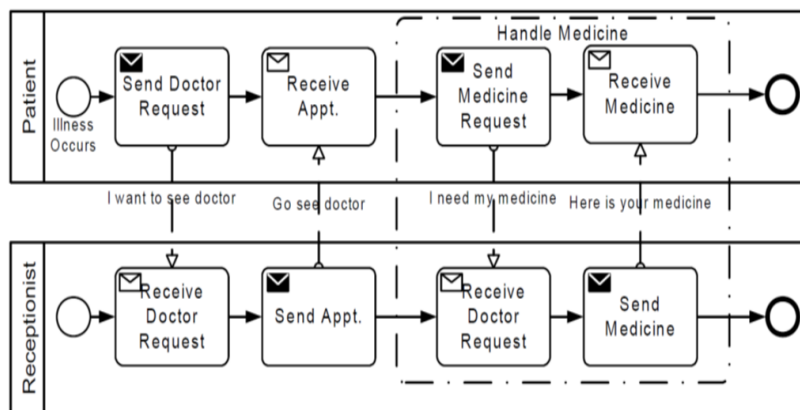 Handle Medicine
Patient
Illness
Occurs
Send Doctor
Request
Receive
Appt.
Send
Medicine
Request
Receive
Medicine
I want to see doctor
Go see doctor
I need my medicine
Here is your medicine
Receptionist
Receive
Doctor
Request
Send Appt.
Receive
Doctor
Request
Send
Medicine